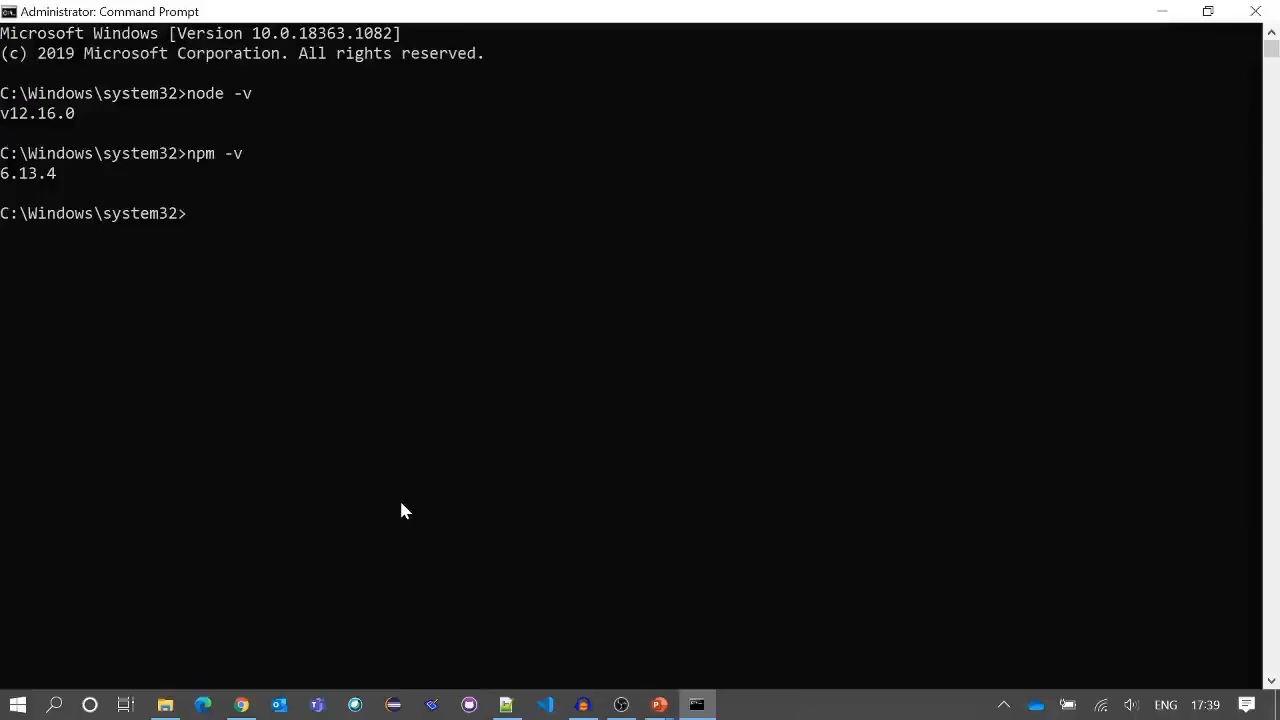 Administrator: Command Prompt
Microsoft Windows [Version 10.0.18363.1082]
(c) 2019 Microsoft Corporation. All rights reserved.
C:\Windows\system32>node -v
v12.16.0
C:\Windows\system32>npm -v
6.13.4
C:\Windows\system32>
ENG
17:39